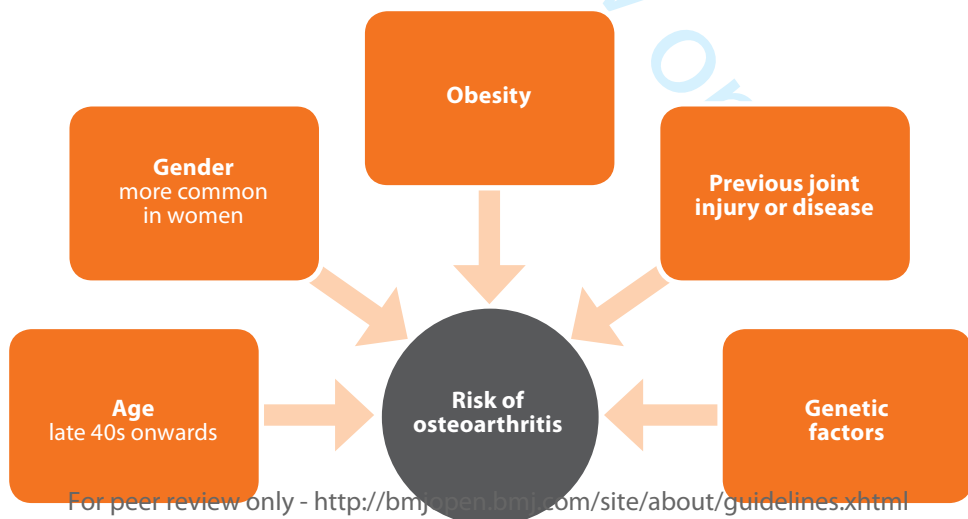 Obesity
Gender
more common
in women
Previous joint
injury or disease
Age
late 40s onwards
Risk of
osteoarthritis
Genetic
factors
For peer review only - http://bmjopen.bmj.com/site/about/guidelines.xhtml